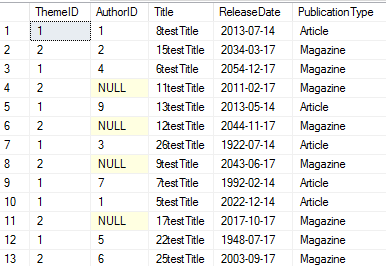 ThemeID AuthorID Title ReleaseDate PublicationType
1 1 1 8testTitle 2013-07-14 Article
2 2 2 15testTitle 2034-03-17 Magazine
3 1 4 6testTitle 2054-12-17 Magazine
4 2 NULL 11testTitle 2011-02-17 Magazine
5 1 9 13testTitle 2013-05-14 Article
6 2 NULL 12testTitle 2044-11-17 Magazine
7 1 3 26testTitle 1922-07-14 Article
8 2 NULL 9testTitle 2043-06-17 Magazine
9 1 7 7testTitle 1992-02-14 Article
10 1 1 5testTitle 2022-12-14 Article
11 2 NULL 17testTitle 2017-10-17 Magazine
12 1 5 22testTitle 1948-07-17 Magazine
13 2 6 25testTitle 2003-09-17 Magazine